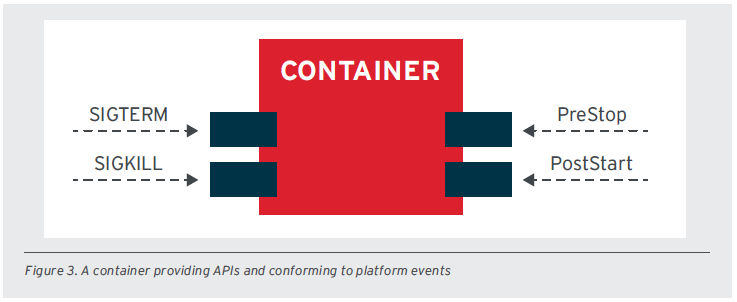 CONTAINER
SIGTERM
PreStop
SIGKILL
PostStart
Figure 3. A container providing APIs and conforming to platform events